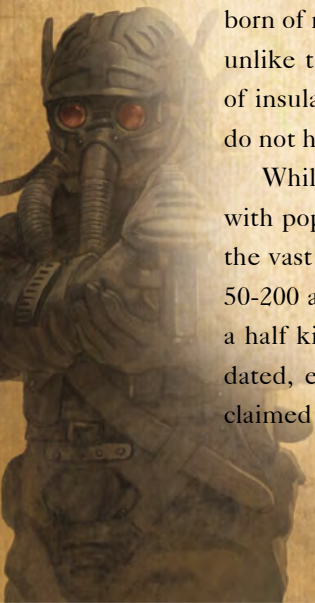 born of
unlike
of insula
do not h
Whil
with pop
the vast
50-200 a
a half ki
dated, e
claimed